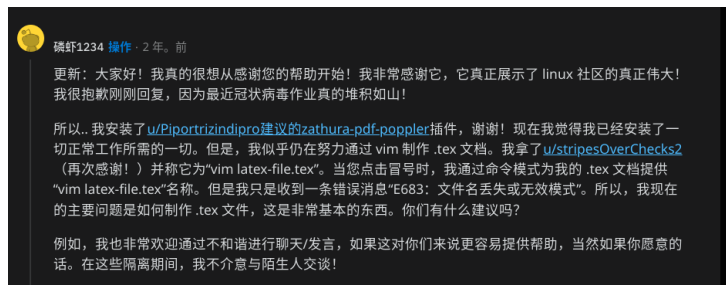 磷虾1234 操作 · 2 年。前
更新：大家好！我真的很想从感谢您的帮助开始！我非常感谢它，它真正展示了 linux 社区的真正伟大！
我很抱歉刚刚回复，因为最近冠状病毒作业真的堆积如山！
所以.. 我安装了u/Piportrizindipro建议的zathura-pdf-poppler插件，谢谢！现在我觉得我已经安装了一
切正常工作所需的一切。但是，我似乎仍在努力通过 vim 制作 .tex 文档。我拿了u/stripesOverChecks2
（再次感谢！）并称它为“vim latex-file.tex”。当您点击冒号时，我通过命令模式为我的 .tex 文档提供
“vim latex-file.tex”名称。但是我只是收到一条错误消息“E683：文件名丢失或无效模式”。所以，我现在
的主要问题是如何制作 .tex 文件，这是非常基本的东西。你们有什么建议吗？
例如，我也非常欢迎通过不和谐进行聊天/发言，如果这对你们来说更容易提供帮助，当然如果你愿意的
话。在这些隔离期间，我不介意与陌生人交谈！